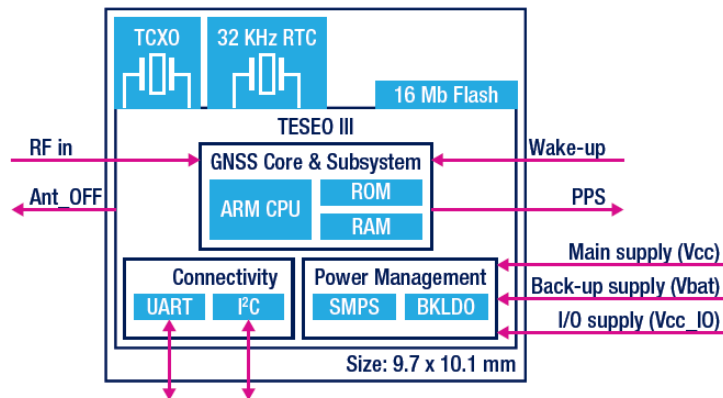 TCXO
32 KHz RTC
16 Mb Flash
TESEO III
RF in
GNSS Core & Subsystem
Wake-up
ARM CPU
ROM
RAM
Ant_OFF
PPS
Connectivity
UART
I²C
Power Management
SMPS
BKLDO
Main supply (Vcc)
Back-up supply (Vbat)
I/O supply (Vcc_IO)
Size: 9.7 x 10.1 mm